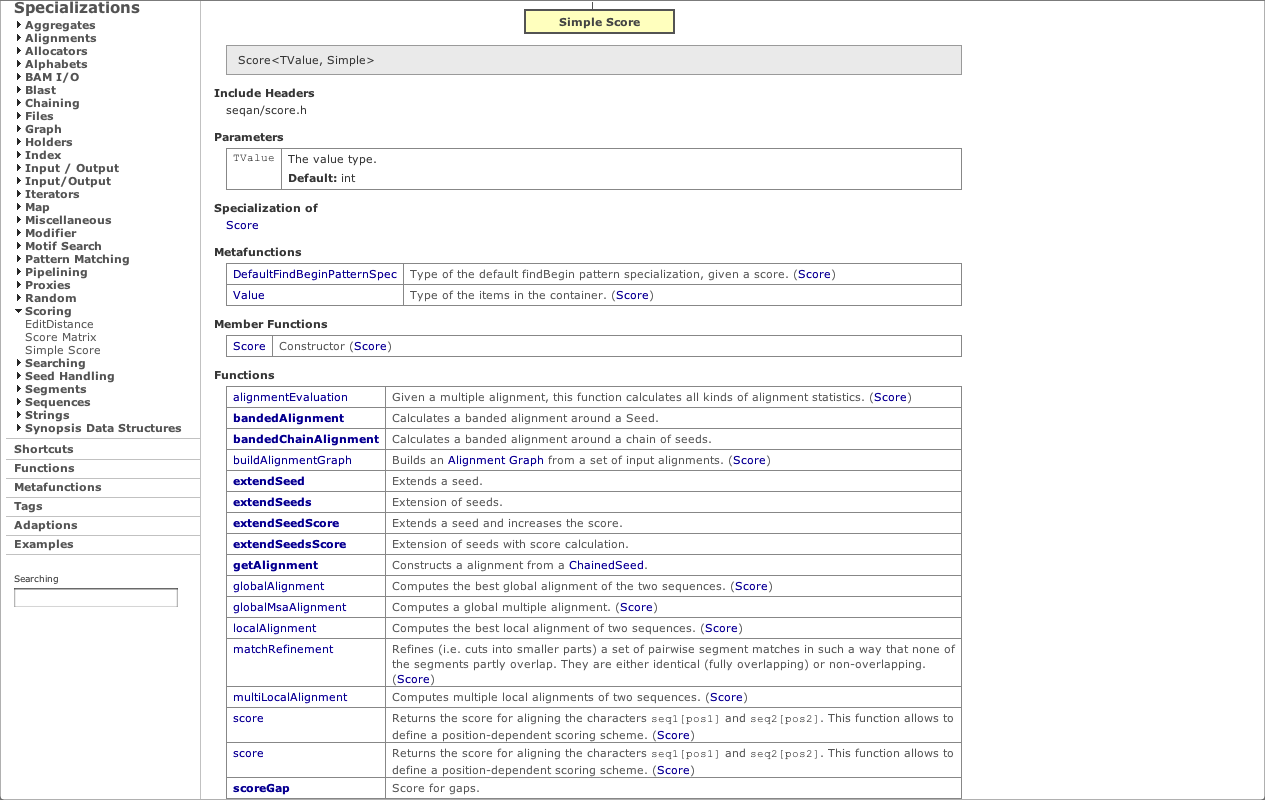 Specializations
Aggregates
Alignments
Allocators
Alphabets
BAM I/O
Blast
Chaining
Files
Graph
Holders
Index
Input / Output
Input/Output
Iterators
Map
Miscellaneous
Modifier
Motif Search
Pattern Matching
Pipelining
Proxies
Random
Scoring
EditDistance
Score Matrix
Simple Score
Searching
Seed Handling
Segments
Sequences
Strings
Synopsis Data Structures
Shortcuts
Functions
Metafunctions
Tags
Adaptions
Examples
Searching
Simple Score
Score<TValue, Simple>
Include Headers
seqan/score.h
Parameters
TValue The value type.
Default: int
Specialization of
Score
Metafunctions
DefaultFindBeginPatternSpec Type of the default findBegin pattern specialization, given a score. (Score)
Value Type of the items in the container. (Score)
Member Functions
Score Constructor (Score)
Functions
alignmentEvaluation Given a multiple alignment, this function calculates all kinds of alignment statistics. (Score)
bandedAlignment Calculates a banded alignment around a Seed.
bandedChainAlignment Calculates a banded alignment around a chain of seeds.
buildAlignmentGraph Builds an Alignment Graph from a set of input alignments. (Score)
extendSeed Extends a seed.
extendSeeds Extension of seeds.
extendSeedScore Extends a seed and increases the score.
extendSeedsScore Extension of seeds with score calculation.
getAlignment Constructs a alignment from a ChainedSeed.
globalAlignment Computes the best global alignment of the two sequences. (Score)
globalMsaAlignment Computes a global multiple alignment. (Score)
localAlignment Computes the best local alignment of two sequences. (Score)
matchRefinement Refines (i.e. cuts into smaller parts) a set of pairwise segment matches in such a way that none of
the segments partly overlap. They are either identical (fully overlapping) or non-overlapping.
(Score)
multiLocalAlignment Computes multiple local alignments of two sequences. (Score)
score Returns the score for aligning the characters seq1[pos1] and seq2[pos2]. This function allows to
define a position-dependent scoring scheme. (Score)
score Returns the score for aligning the characters seq1[pos1] and seq2[pos2]. This function allows to
define a position-dependent scoring scheme. (Score)
scoreGap Score for gaps.